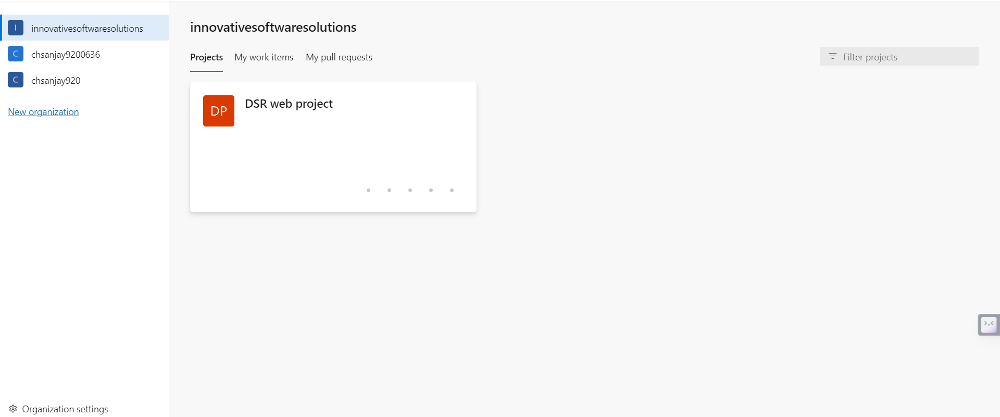 I innovativesoftwaresolutions
C chsanjay9200636
C chsanjay920
New organization
Organization settings
innovativesoftwaresolutions
Projects My work items My pull requests
Filter projects
DP DSR web project